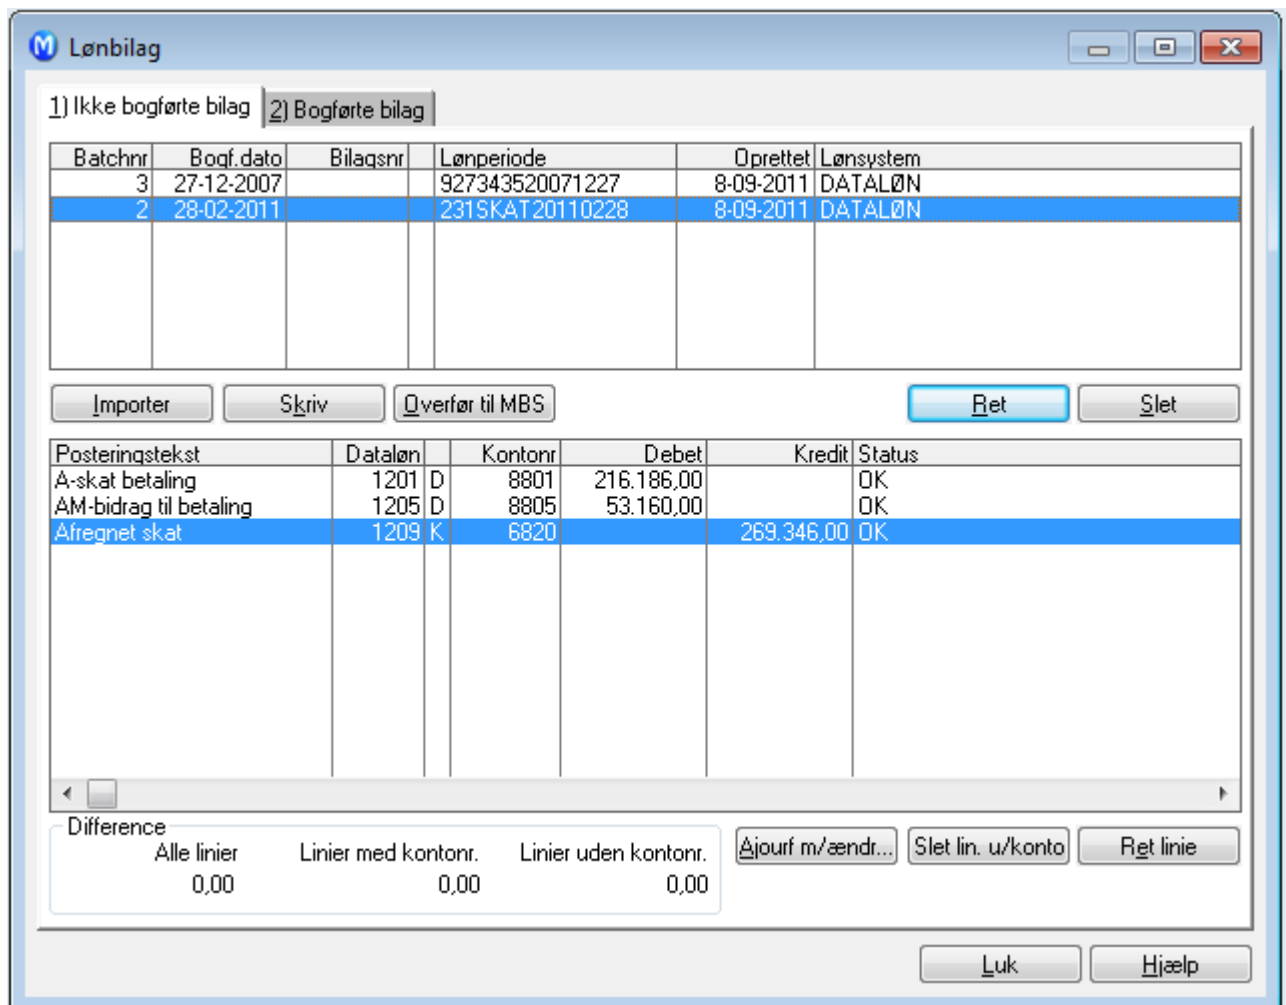 M Lønbilag
1) Ikke bogførte bilag 2) Bogførte bilag
Batchnr Bogf.dato Bilagsnr Lønperiode Oprettet Lønsystem
3 27-12-2007 927343520071227 8-09-2011 DATALØN
2 28-02-2011 231SKAT20110228 8-09-2011 DATALØN
Importer Skriv Overfør til MBS Ret Slet
Posteringstekst Dataløn Kontonr Debet Kredit Status
A-skat betaling 1201 D 8801 216.186,00 OK
AM-bidrag til betaling 1205 D 8805 53.160,00 OK
Afregnet skat 1209 K 6820 269.346,00 OK
Difference
Alle linier Linier med kontonr. Linier uden kontonr. Ajourf m/ændr... Slet lin. u/konto Ret linie
0,00 0,00 0,00
Luk Hjælp